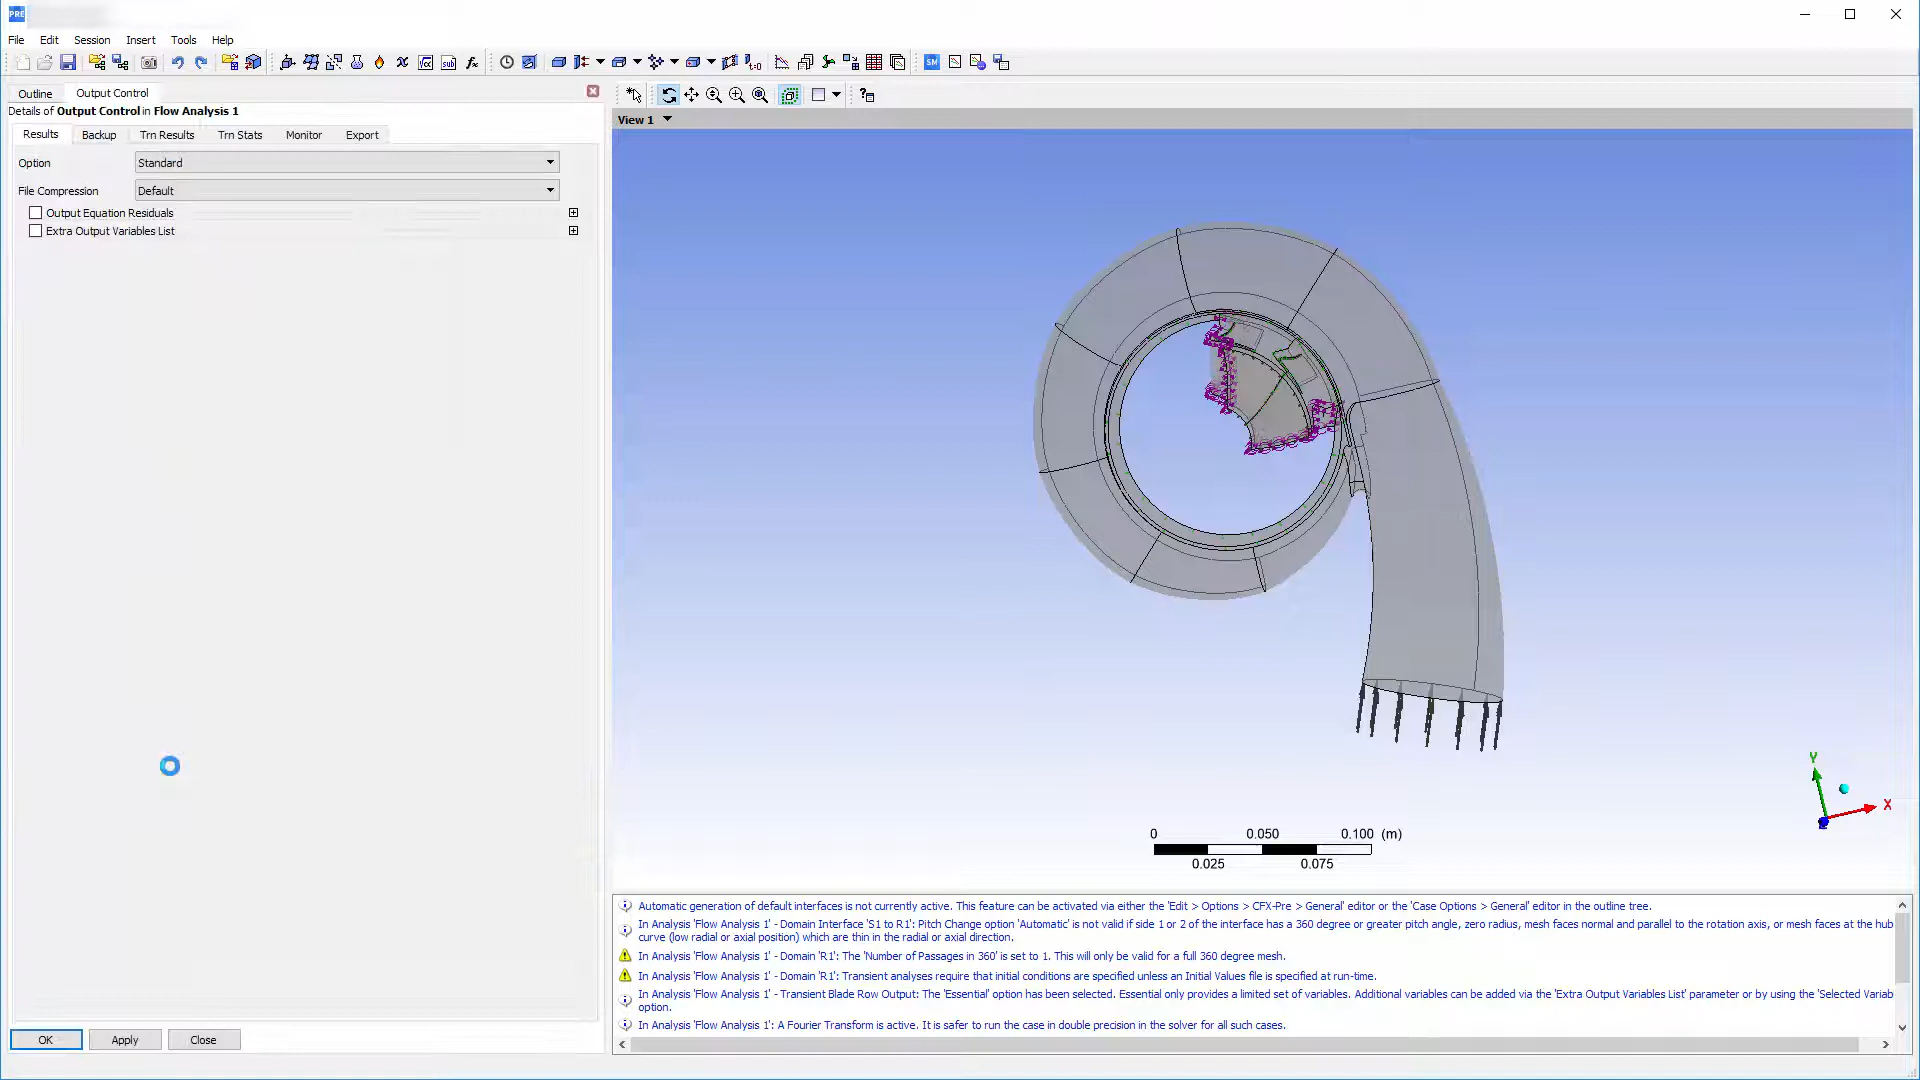 PRE
File Edit Session Insert Tools Help
Outline Output Control
Details of Output Control in Flow Analysis 1
Results Backup Trn Results Trn Stats Monitor Export
Option Standard
File Compression Default
Output Equation Residuals
Extra Output Variables List
OK Apply Close
View 1
Y
X
0 0.050 0.100 (m)
0.025 0.075
Automatic generation of default interfaces is not currently active. This feature can be activated via either the 'Edit > Options > CFX-Pre > General' editor or the 'Case Options > General' editor in the outline tree.
In Analysis 'Flow Analysis 1' - Domain Interface 'S1 to R1': Pitch Change option 'Automatic' is not valid if side 1 or 2 of the interface has a 360 degree or greater pitch angle, zero radius, mesh faces normal and parallel to the rotation axis, or mesh faces at the hub
curve (low radial or axial position) which are thin in the radial or axial direction.
In Analysis 'Flow Analysis 1' - Domain 'R1': The 'Number of Passages in 360' is set to 1. This will only be valid for a full 360 degree mesh.
In Analysis 'Flow Analysis 1' - Domain 'R1': Transient analyses require that initial conditions are specified unless an Initial Values file is specified at run-time.
In Analysis 'Flow Analysis 1' - Transient Blade Row Output: The 'Essential' option has been selected. Essential only provides a limited set of variables. Additional variables can be added via the 'Extra Output Variables List' parameter or by using the 'Selected Variab
option.
In Analysis 'Flow Analysis 1': A Fourier Transform is active. It is safer to run the case in double precision in the solver for all such cases.